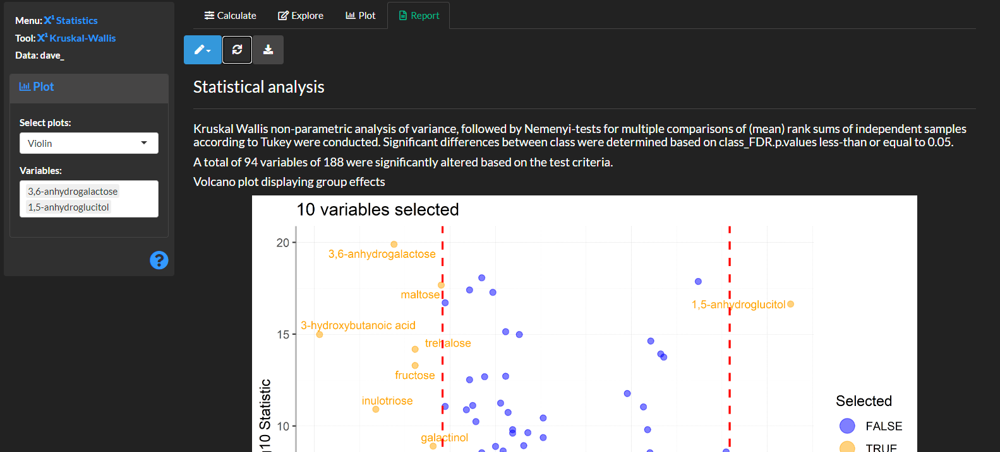 Menu: X¹ Statistics
Tool: X¹ Kruskal-Wallis
Data: dave_
Plot
Select plots:
Violin
Variables:
3,6-anhydrogalactose
1,5-anhydroglucitol
?
Calculate
Explore
Plot
Report
Statistical analysis
Kruskal Wallis non-parametric analysis of variance, followed by Nemenyi-tests for multiple comparisons of (mean) rank sums of independent samples
according to Tukey were conducted. Significant differences between class were determined based on class_FDR.p.values less-than or equal to 0.05.
A total of 94 variables of 188 were significantly altered based on the test criteria.
Volcano plot displaying group effects
10 variables selected
20
3,6-anhydrogalactose
maltose
1,5-anhydroglucitol
3-hydroxybutanoic acid
15
trehalose
fructose
inulotriose
10
galactinol
g10 Statistic
Selected
FALSE
TRUE